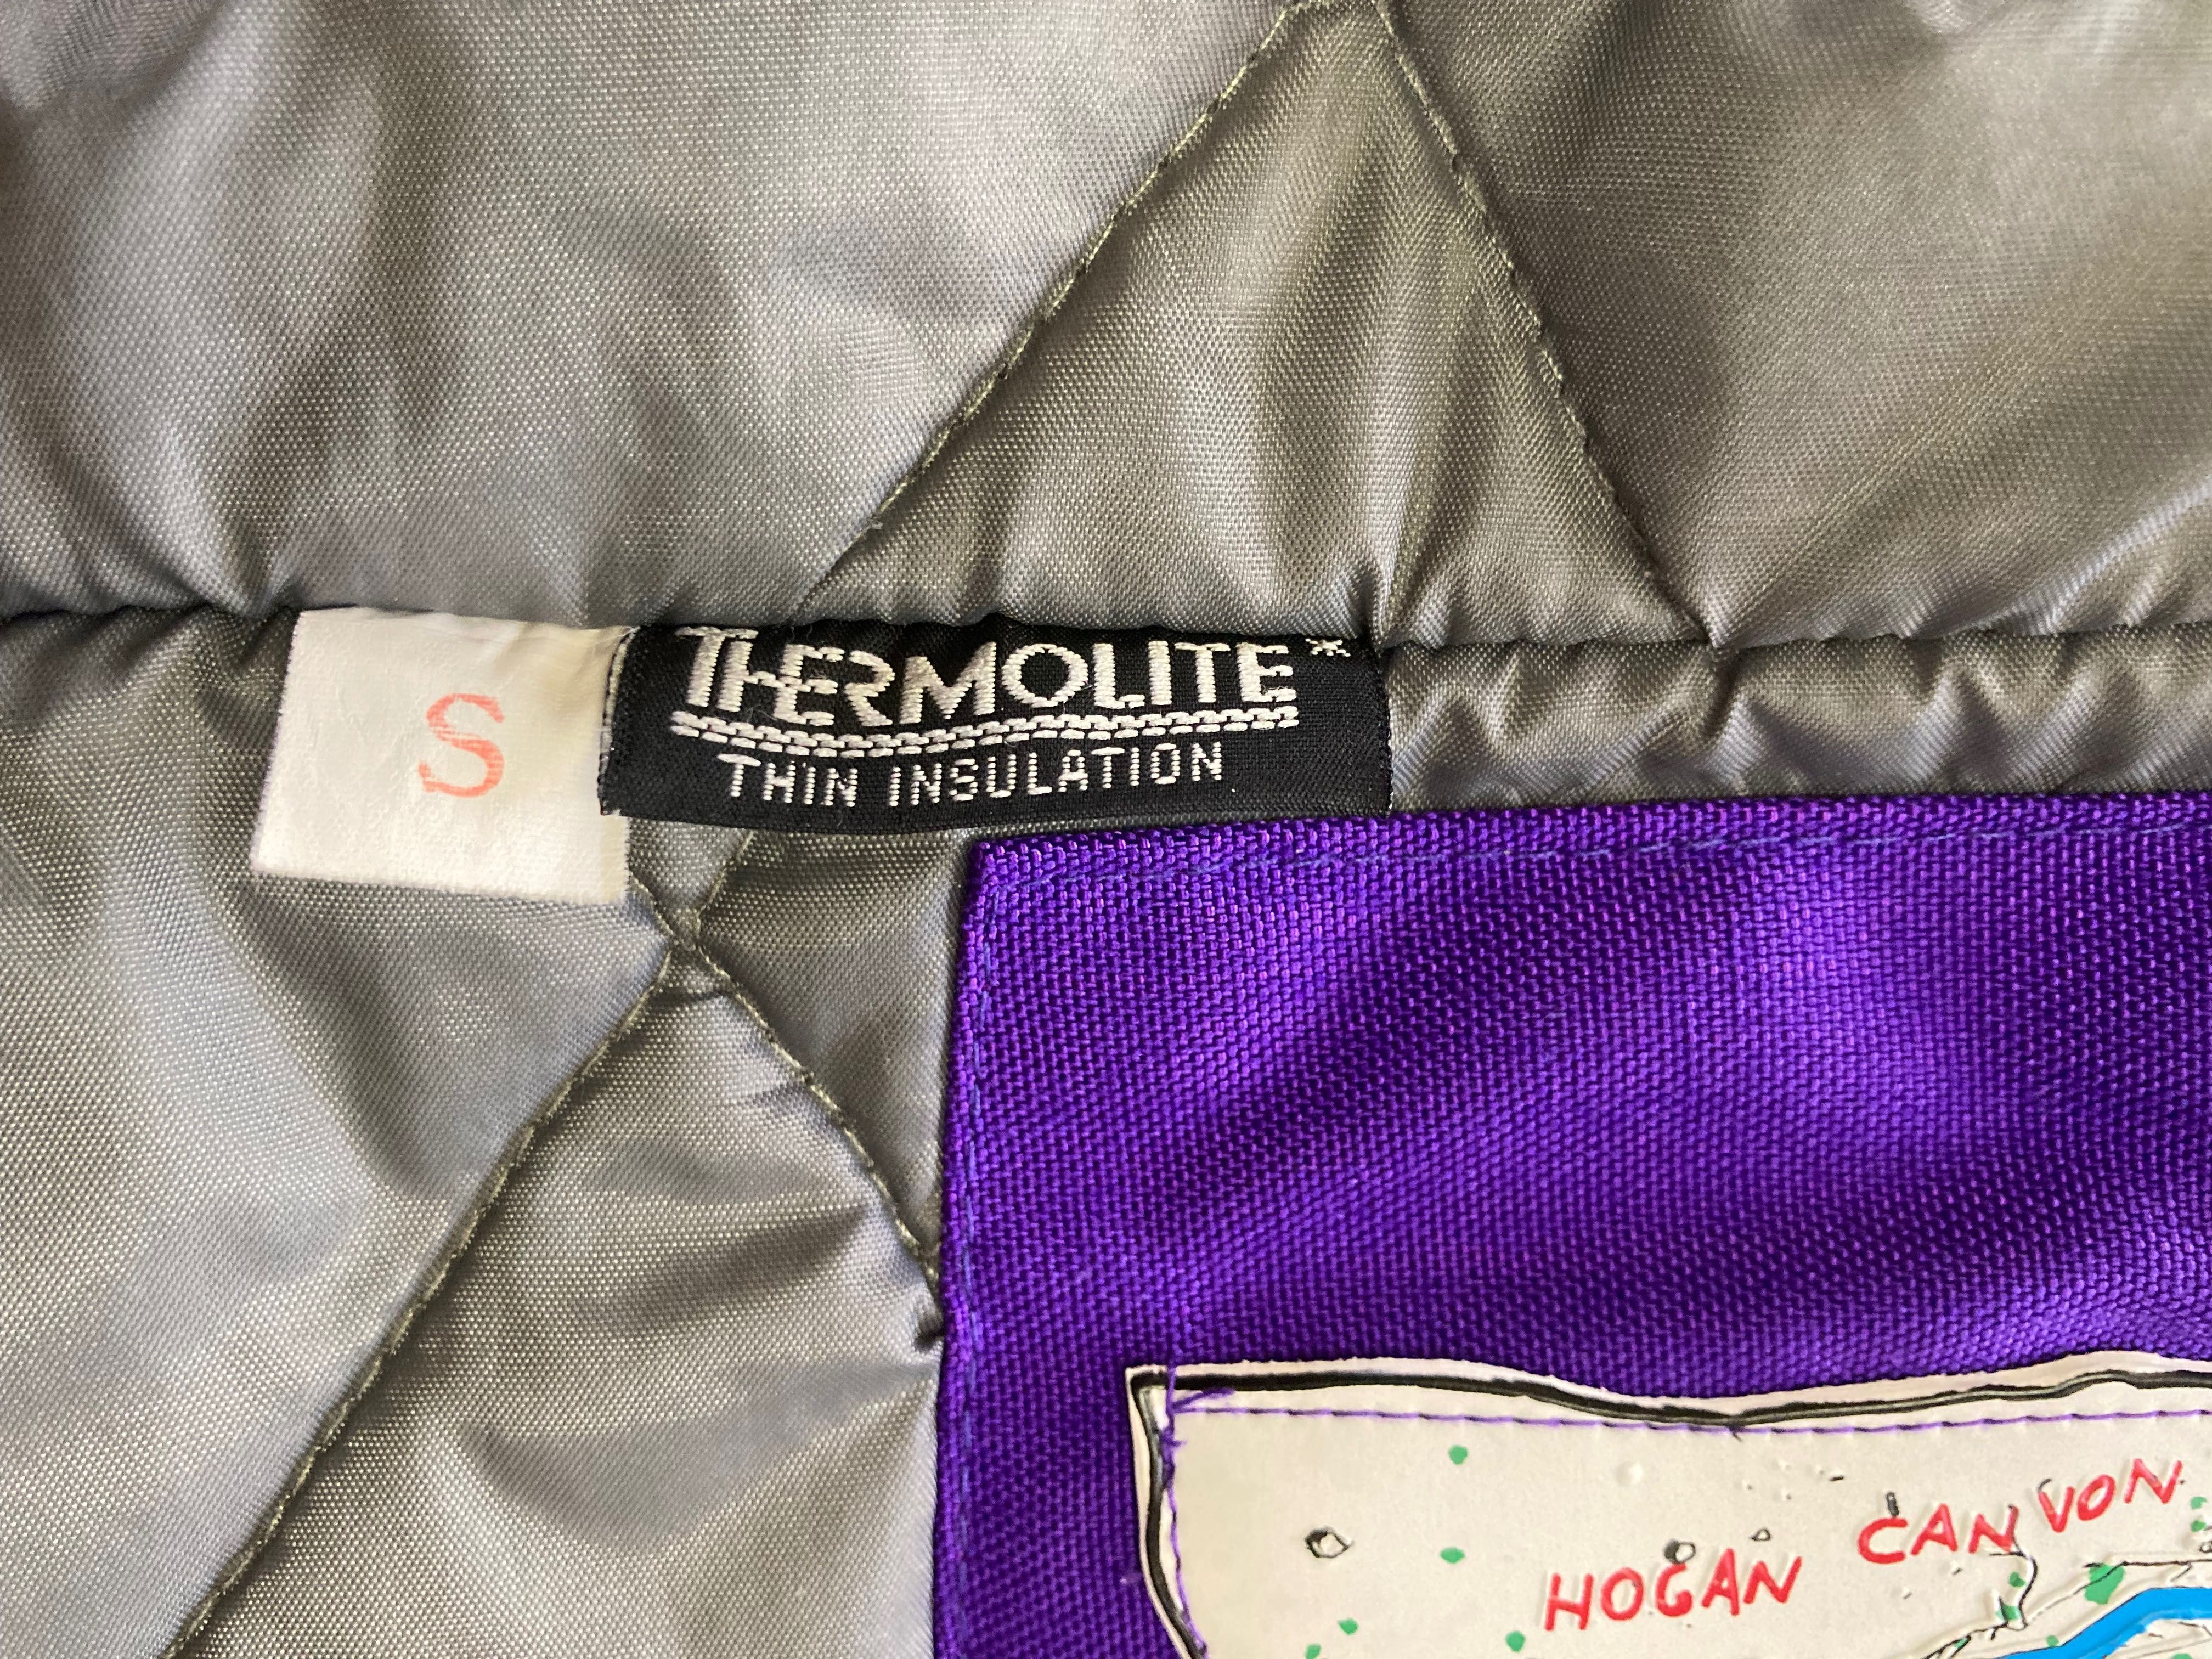 S
THERMOLITE*
THIN INSULATION
HOGAN CANYON